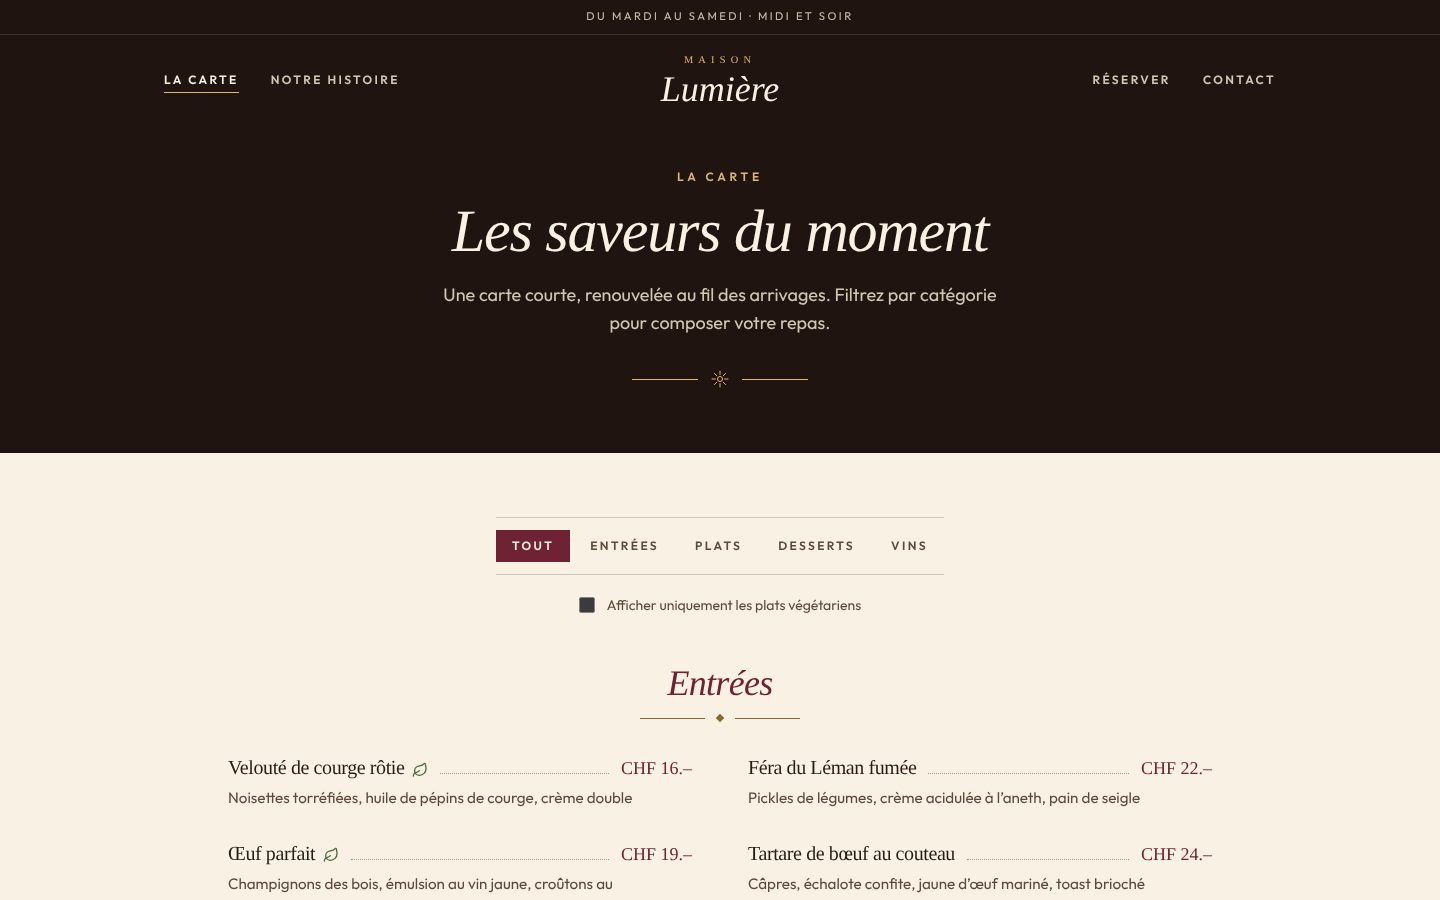 DU MARDI AU SAMEDI · MIDI ET SOIR
LA CARTE
NOTRE HISTOIRE
MAISON
Lumière
RÉSERVER
CONTACT
LA CARTE
Les saveurs du moment
Une carte courte, renouvelée au fil des arrivages. Filtrez par catégorie
pour composer votre repas.
TOUT
ENTRÉES
PLATS
DESSERTS
VINS
Afficher uniquement les plats végétariens
Entrées
Velouté de courge rôtie CHF 16.–
Noisettes torréfiées, huile de pépins de courge, crème double
Féra du Léman fumée CHF 22.–
Pickles de légumes, crème acidulée à l’aneth, pain de seigle
Œuf parfait CHF 19.–
Champignons des bois, émulsion au vin jaune, croûtons au
Tartare de bœuf au couteau CHF 24.–
Câpres, échalote confite, jaune d’œuf mariné, toast brioché